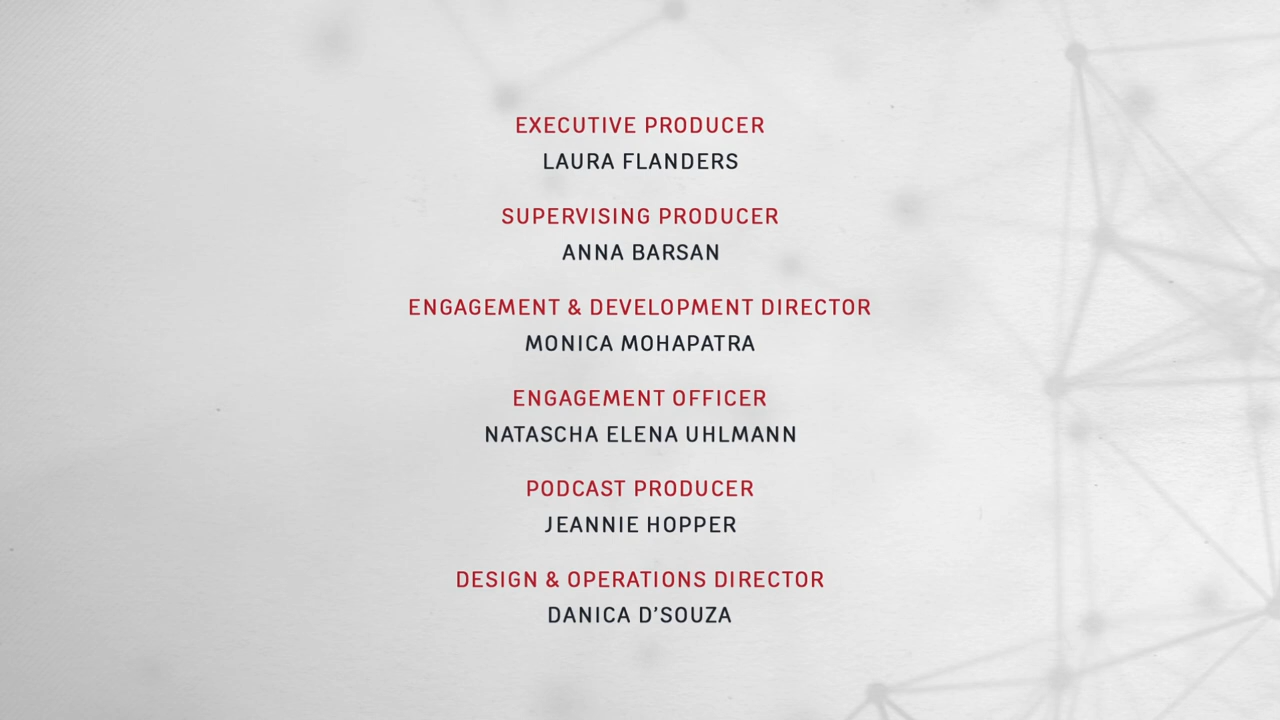 EXECUTIVE PRODUCER
LAURA FLANDERS
SUPERVISING PRODUCER
ANNA BARSAN
ENGAGEMENT & DEVELOPMENT DIRECTOR
MONICA MOHAPATRA
ENGAGEMENT OFFICER
NATASCHA ELENA UHLMANN
PODCAST PRODUCER
JEANNIE HOPPER
DESIGN & OPERATIONS DIRECTOR
DANICA D’SOUZA